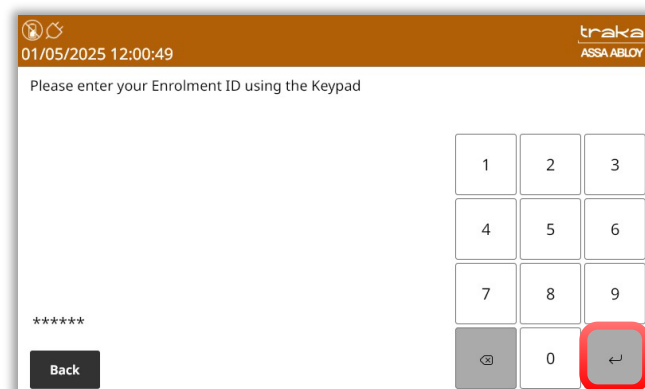 traka
01/05/2025 12:00:49
ASSA ABLOY
Please enter your Enrolment ID using the Keypad
1 2 3
4 5 6
7 8 9
******
Back
0